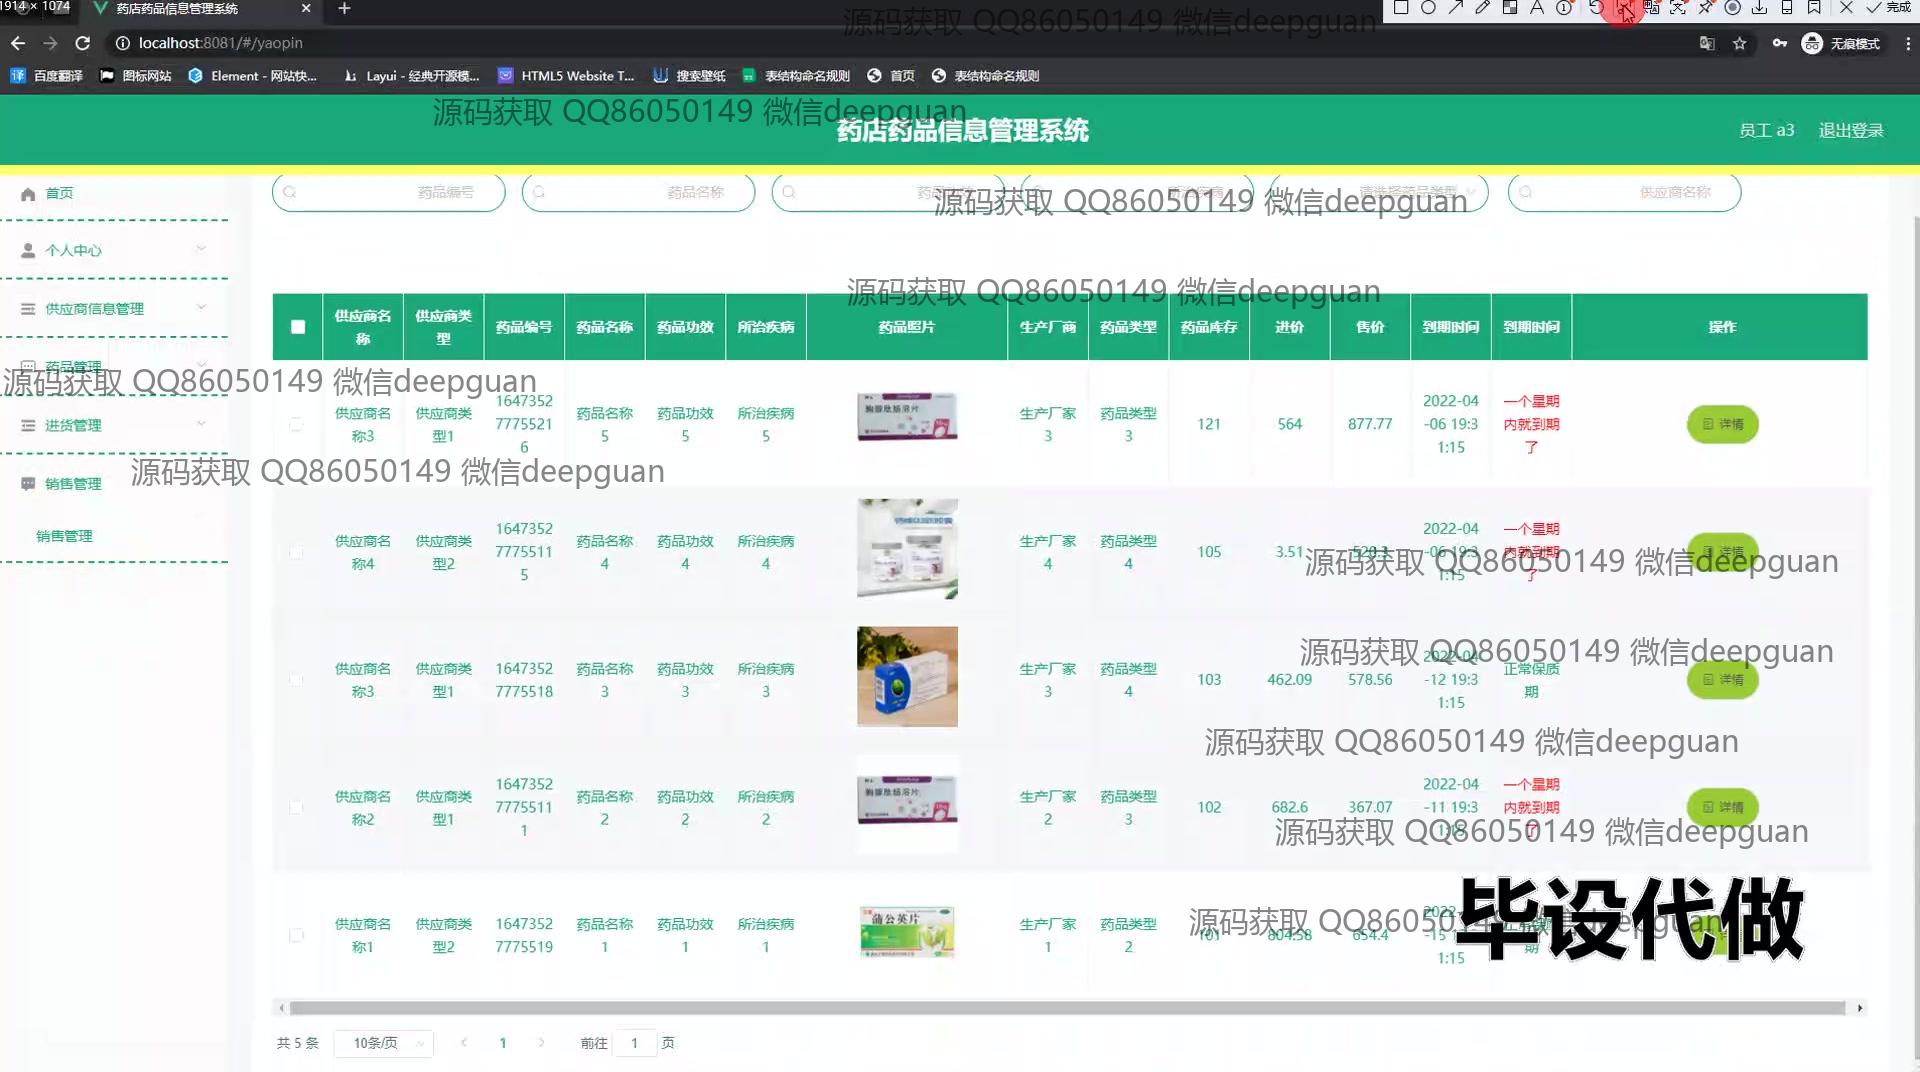 1914 × 1074
药店药品信息管理系统
完成
localhost:8081/#/yaopin
无痕模式
百度翻译 图标网站 Element - 网站快... Layui - 经典开源模... HTML5 Website T... 搜索壁纸 表结构命名规则 首页 表结构命名规则
源码获取 QQ86050149 微信deepguan
源码获取 QQ86050149 微信deepguan
药店药品信息管理系统
员工 a3 退出登录
首页
药品编号 药品名称 请选择药品类型 供应商名称
源码获取 QQ86050149 微信deepguan
个人中心
源码获取 QQ86050149 微信deepguan
供应商信息管理
供应商名称 供应商类型 药品编号 药品名称 药品功效 所治疾病 药品照片 生产厂商 药品类型 药品库存 进价 售价 到期时间 到期时间 操作
药品管理
源码获取 QQ86050149 微信deepguan
进货管理
供应商名称3 供应商类型1 164735277755216 药品名称5 药品功效5 所治疾病5 生产厂家3 药品类型3 121 564 877.77 2022-04-06 19:31:15 一个星期内就到期了 详情
源码获取 QQ86050149 微信deepguan
销售管理
销售管理
供应商名称4 供应商类型2 164735277755115 药品名称4 药品功效4 所治疾病4 生产厂家4 药品类型4 105 3.51 2022-04-06 19:31:15 一个星期内就到期了 详情
源码获取 QQ86050149 微信deepguan
源码获取 QQ86050149 微信deepguan
供应商名称3 供应商类型1 16473527775518 药品名称3 药品功效3 所治疾病3 生产厂家3 药品类型4 103 462.09 578.56 2022-04-12 19:31:15 正常保质期 详情
源码获取 QQ86050149 微信deepguan
供应商名称2 供应商类型1 164735277755111 药品名称2 药品功效2 所治疾病2 生产厂家2 药品类型3 102 682.6 367.07 2022-04-11 19:31:15 一个星期内就到期了 详情
源码获取 QQ86050149 微信deepguan
毕设代做
源码获取 QQ86050149 微信deepguan
供应商名称1 供应商类型2 16473527775519 药品名称1 药品功效1 所治疾病1 蒲公英片 生产厂家1 药品类型2 101 804.58 654.4 1:15 期
共 5 条 10条/页 1 前往 1 页